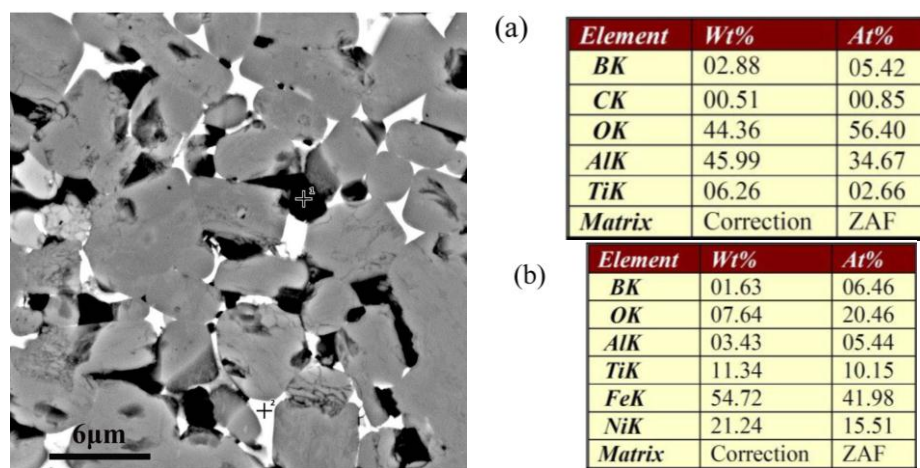 (a)
Element Wt% At%
BK 02.88 05.42
CK 00.51 00.85
OK 44.36 56.40
AlK 45.99 34.67
TiK 06.26 02.66
Matrix Correction ZAF
1
(b)
Element Wt% At%
BK 01.63 06.46
OK 07.64 20.46
AlK 03.43 05.44
TiK 11.34 10.15
FeK 54.72 41.98
NiK 21.24 15.51
Matrix Correction ZAF
2
6μm